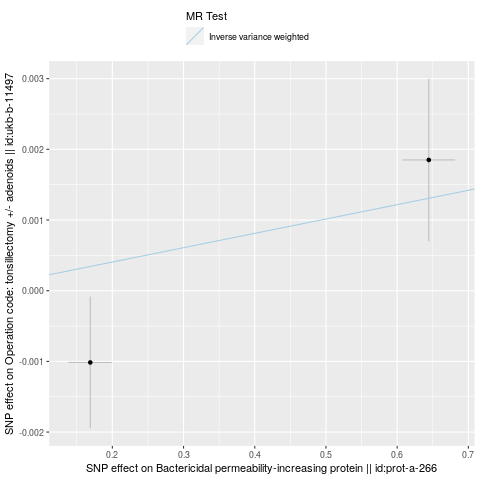 MR Test
Inverse variance weighted
0.003
0.002
0.001
0.000
-0.001
-0.002
SNP effect on Operation code: tonsillectomy +/- adenoids || id:ukb-b-11497
0.2 0.3 0.4 0.5 0.6 0.7
SNP effect on Bactericidal permeability-increasing protein || id:prot-a-266